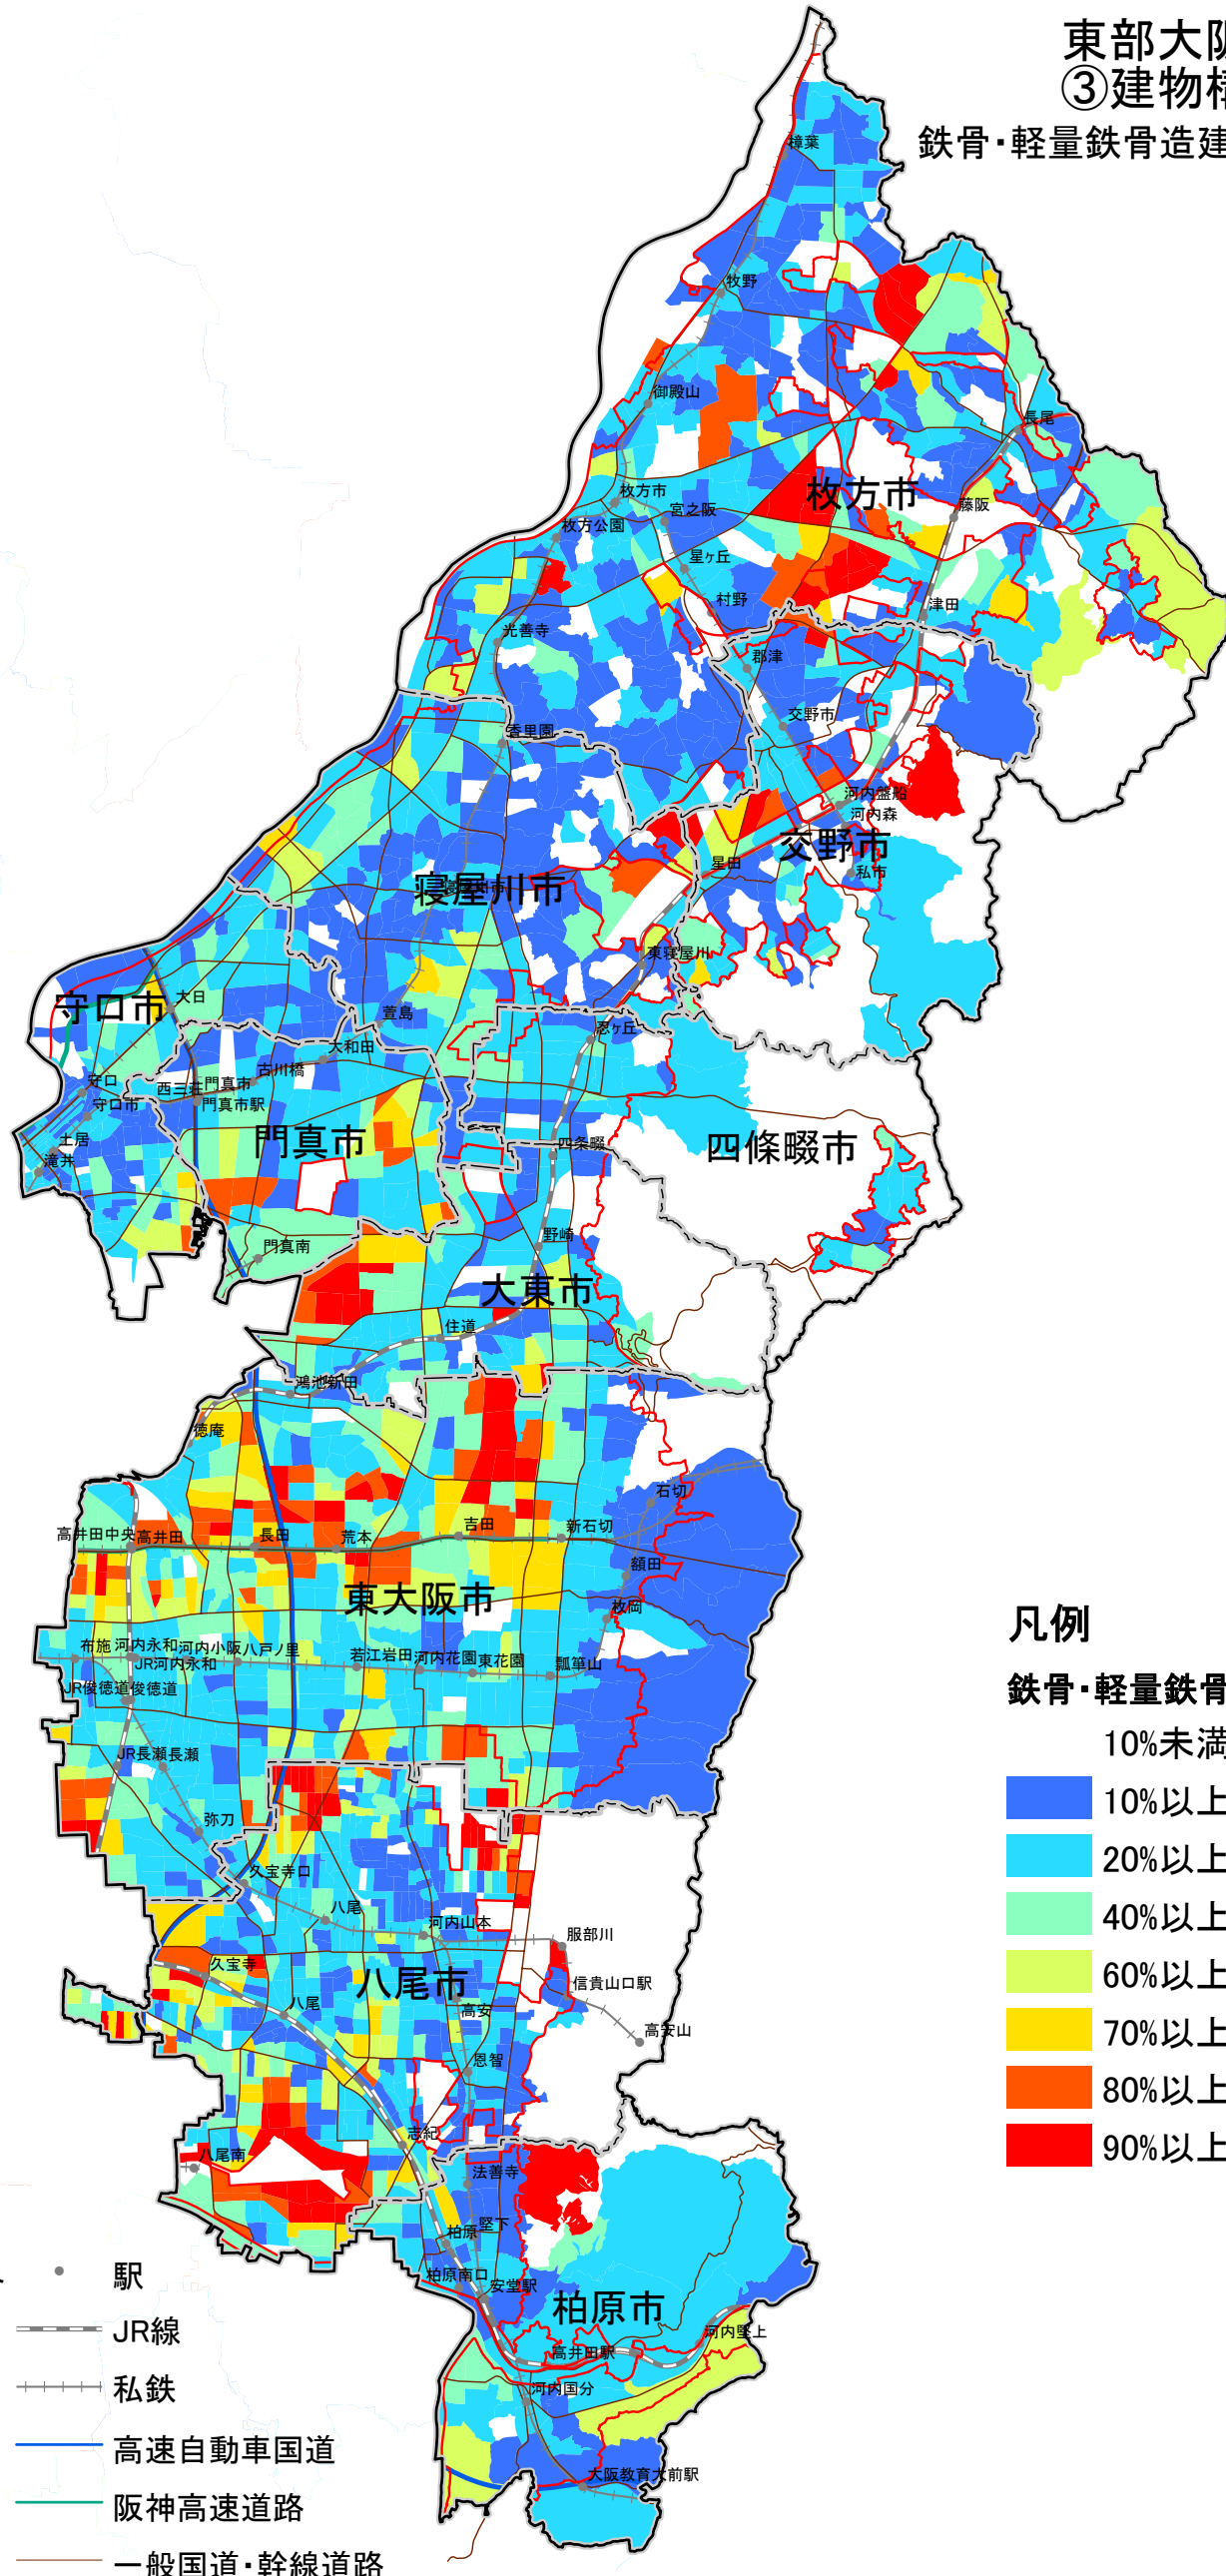 東部大阪
③建物構
鉄骨・軽量鉄骨造建
樟葉
牧野
御殿山
長尾
枚方市
枚方市
藤阪
宮之阪
枚方公園
星ヶ丘
村野
津田
光善寺
郡津
交野市
香里園
河内盤船
河内森
交野市
星田
私市
寝屋川市
寝屋川市
東寝屋川
守口市
大日
萱島
忍ヶ丘
大和田
古川橋
守口
西三荘
門真市
守口市
門真市駅
土居
門真市
滝井
四条畷
四條畷市
野崎
門真南
大東市
住道
鴻池新田
徳庵
石切
高井田中央
高井田
長田
荒本
吉田
新石切
額田
東大阪市
枚岡
布施
河内永和
河内小阪
八戸ノ里
JR河内永和
若江岩田
河内花園
東花園
瓢箪山
JR俊徳道
俊徳道
JR長瀬
長瀬
弥刀
久宝寺口
八尾
河内山本
服部川
久宝寺
八尾市
信貴山口駅
八尾
高安
高安山
恩智
志紀
八尾南
法善寺
柏原
堅下
柏原南口
安堂駅
柏原市
高井田駅
河内堅上
河内国分
大阪教育大前駅
凡例
鉄骨・軽量鉄骨
10%未満
10%以上
20%以上
40%以上
60%以上
70%以上
80%以上
90%以上
駅
JR線
私鉄
高速自動車国道
阪神高速道路
一般国道・幹線道路